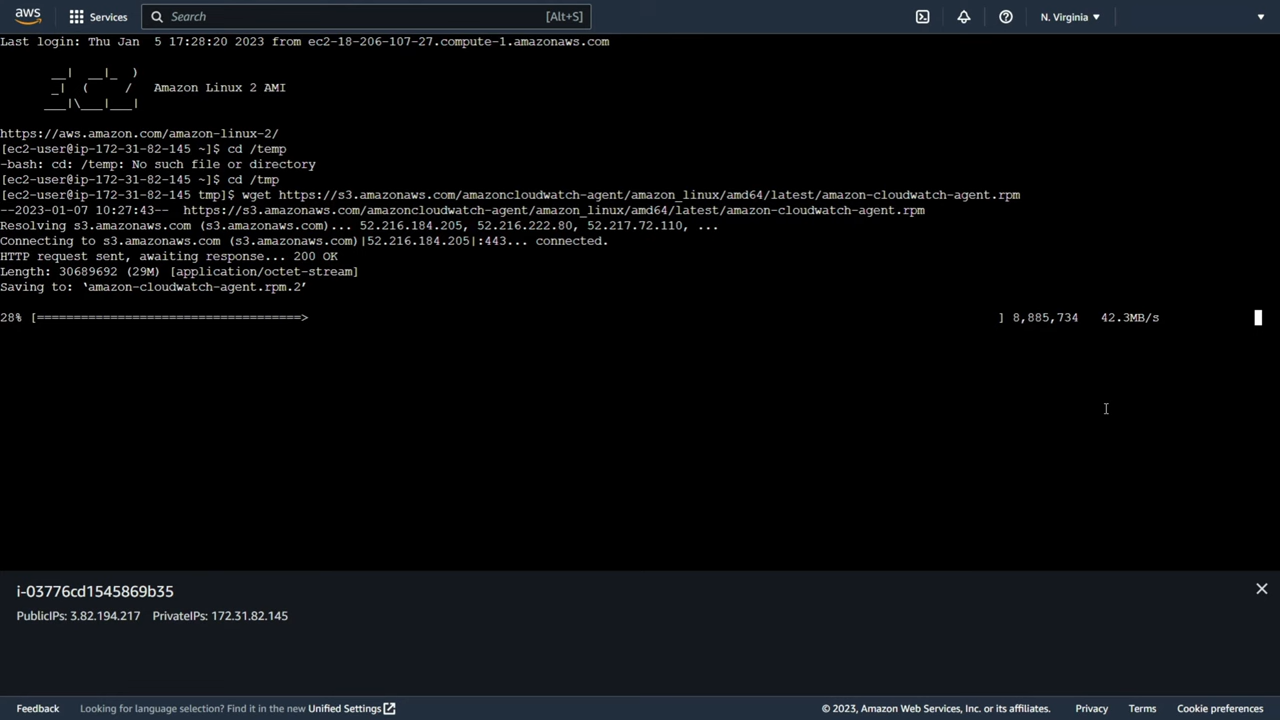 aws Services Search [Alt+S] N. Virginia
Last login: Thu Jan  5 17:28:20 2023 from ec2-18-206-107-27.compute-1.amazonaws.com
__|  __|_  )
_|  (     /   Amazon Linux 2 AMI
___|\___|___|
https://aws.amazon.com/amazon-linux-2/
[ec2-user@ip-172-31-82-145 ~]$ cd /temp
-bash: cd: /temp: No such file or directory
[ec2-user@ip-172-31-82-145 ~]$ cd /tmp
[ec2-user@ip-172-31-82-145 tmp]$ wget https://s3.amazonaws.com/amazoncloudwatch-agent/amazon_linux/amd64/latest/amazon-cloudwatch-agent.rpm
--2023-01-07 10:27:43--  https://s3.amazonaws.com/amazoncloudwatch-agent/amazon_linux/amd64/latest/amazon-cloudwatch-agent.rpm
Resolving s3.amazonaws.com (s3.amazonaws.com)... 52.216.184.205, 52.216.222.80, 52.217.72.110, ...
Connecting to s3.amazonaws.com (s3.amazonaws.com)|52.216.184.205|:443... connected.
HTTP request sent, awaiting response... 200 OK
Length: 30689692 (29M) [application/octet-stream]
Saving to: ‘amazon-cloudwatch-agent.rpm.2’
28% [====================================>                    ] 8,885,734   42.3MB/s
i-03776cd1545869b35
PublicIPs: 3.82.194.217 PrivateIPs: 172.31.82.145
Feedback Looking for language selection? Find it in the new Unified Settings © 2023, Amazon Web Services, Inc. or its affiliates. Privacy Terms Cookie preferences